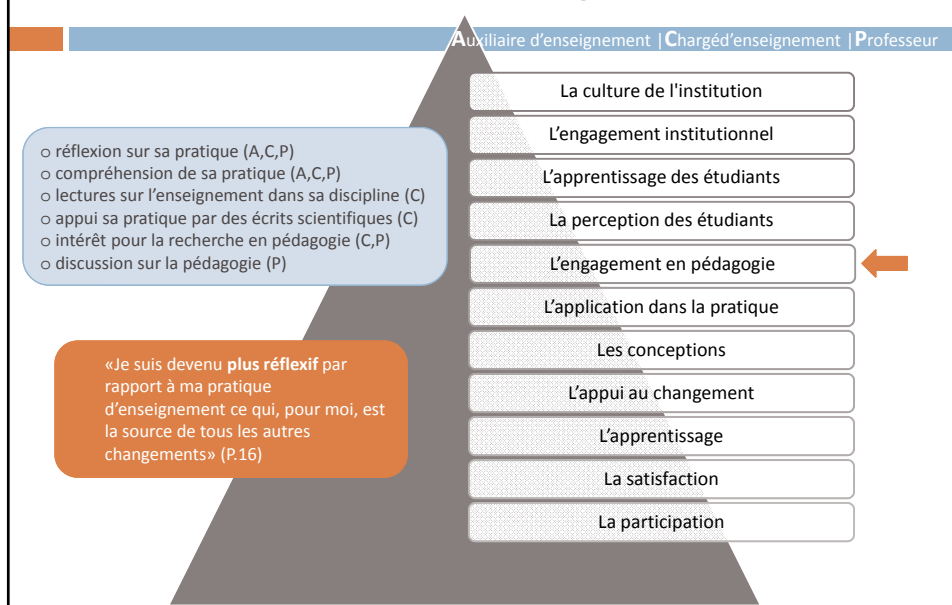 Auxiliaire d'enseignement |Chargéd'enseignement |Professeur
o réflexion sur sa pratique (A,C,P)
o compréhension de sa pratique (A,C,P)
o lectures sur l'enseignement dans sa discipline (C)
o appui sa pratique par des écrits scientifiques (C)
o intérêt pour la recherche en pédagogie (C,P)
o discussion sur la pédagogie (P)
«Je suis devenu plus réflexif par
rapport à ma pratique
d'enseignement ce qui, pour moi, est
la source de tous les autres
changements» (P.16)
La culture de l'institution
L'engagement institutionnel
L'apprentissage des étudiants
La perception des étudiants
L'engagement en pédagogie
L'application dans la pratique
Les conceptions
L'appui au changement
L'apprentissage
La satisfaction
La participation